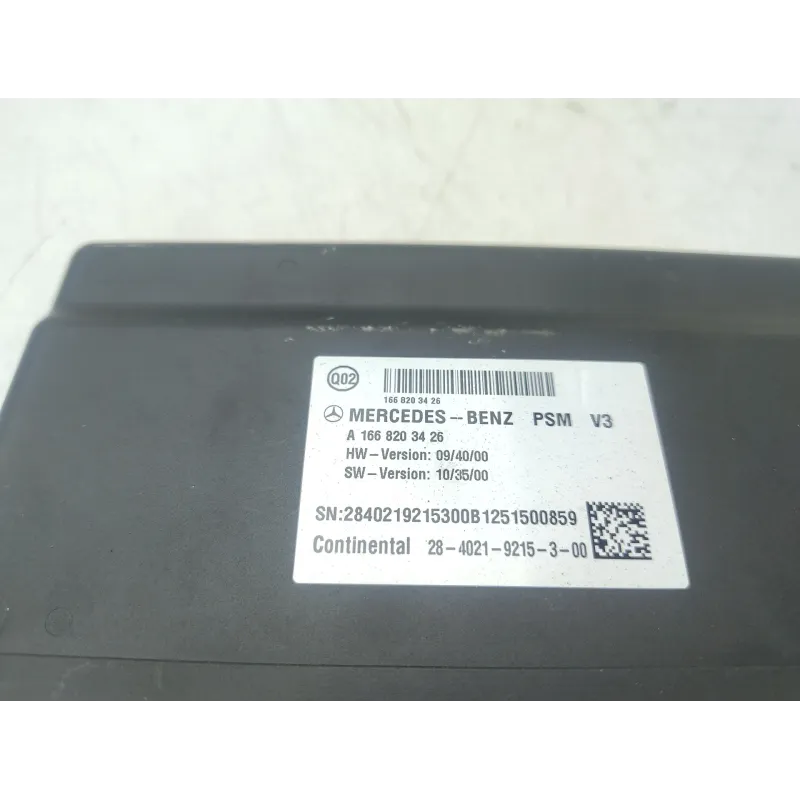 Q02
166 820 34 26
MERCEDES-BENZ PSM V3
A 166 820 34 26
HW-Version: 09/40/00
SW-Version: 10/35/00
SN:2840219215300B1251500859
Continental 28-4021-9215-3-00